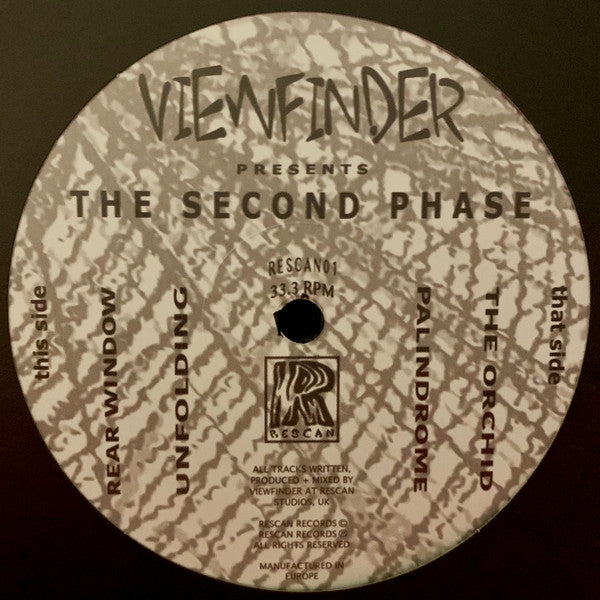 VIEWFINDER
PRESENTS
THE SECOND PHASE
RESCAN01
33.3 RPM
this side
REAR WINDOW
UNFOLDING
that side
THE ORCHID
PALINDROME
R
RESCAN
ALL TRACKS WRITTEN,
PRODUCED + MIXED BY
VIEWFINDER AT RESCAN
STUDIOS, UK
RESCAN RECORDS ©
RESCAN RECORDS ℗
ALL RIGHTS RESERVED
MANUFACTURED IN
EUROPE